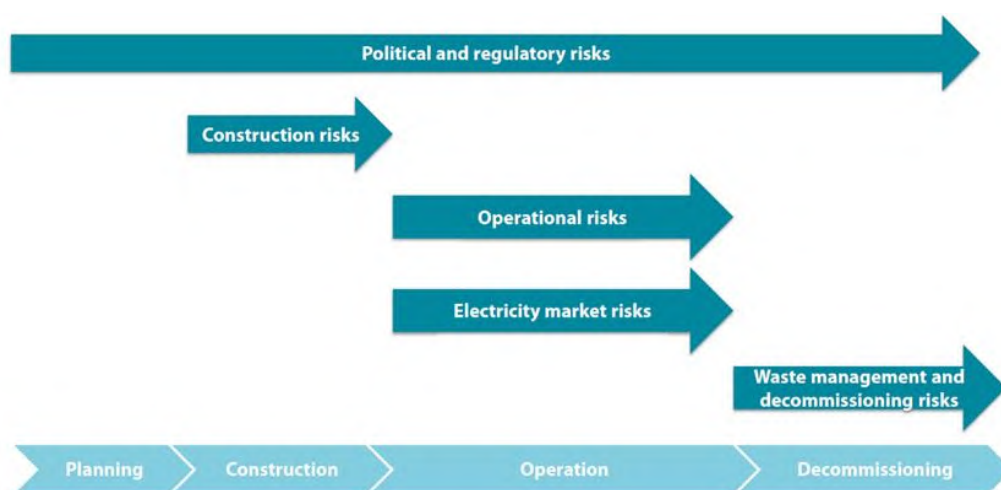 Political and regulatory risks
Construction risks
Operational risks
Electricity market risks
Waste management and
decommissioning risks
Planning
Construction
Operation
Decommissioning